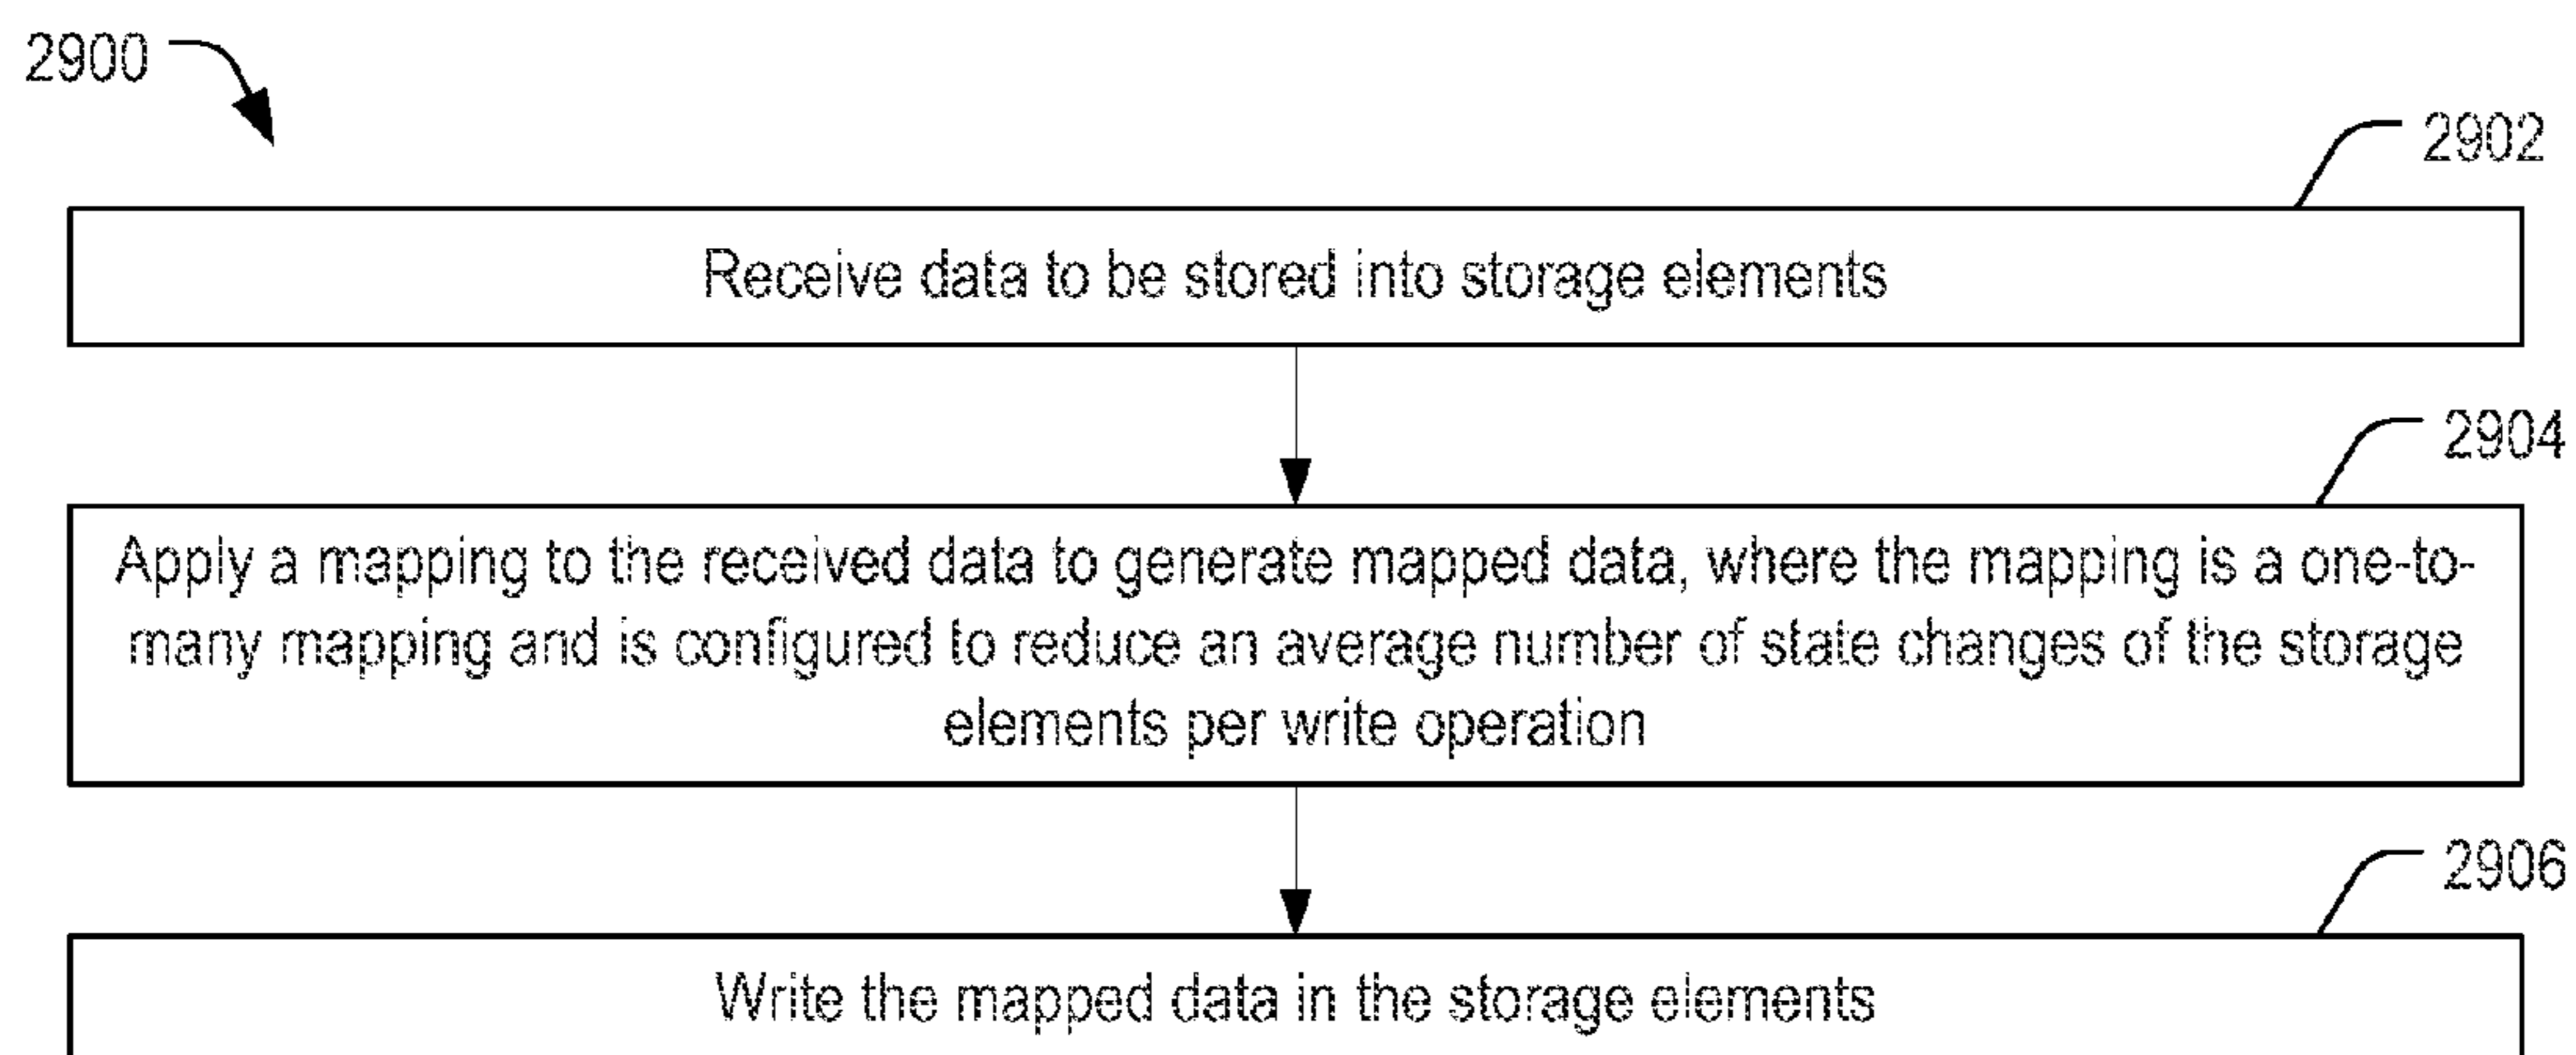 2900
2902
Receive data to be stored into storage elements
2904
Apply a mapping to the received data to generate mapped data, where the mapping is a one-to-
many mapping and is configured to reduce an average number of state changes of the storage
elements per write operation
2906
Write the mapped data in the storage elements